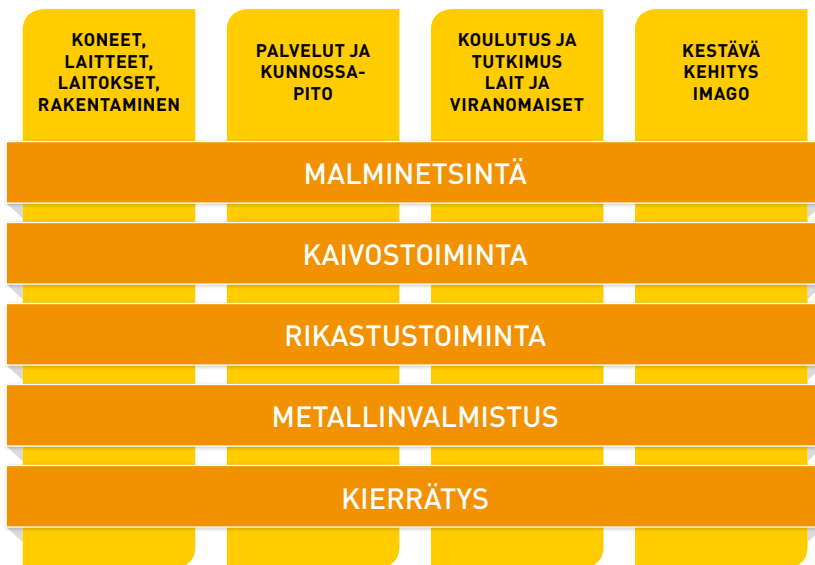 KONEET,
LAITTEET,
LAITOKSET,
RAKENTAMINEN
PALVELUT JA
KUNNOSSA-
PITO
KOULUTUS JA
TUTKIMUS
LAIT JA
VIRANOMAISET
KESTÄVÄ
KEHITYS
IMAGO
MALMINETSINTÄ
KAIVOSTOIMINTA
RIKASTUSTOIMINTA
METALLINVALMISTUS
KIERRÄTYS